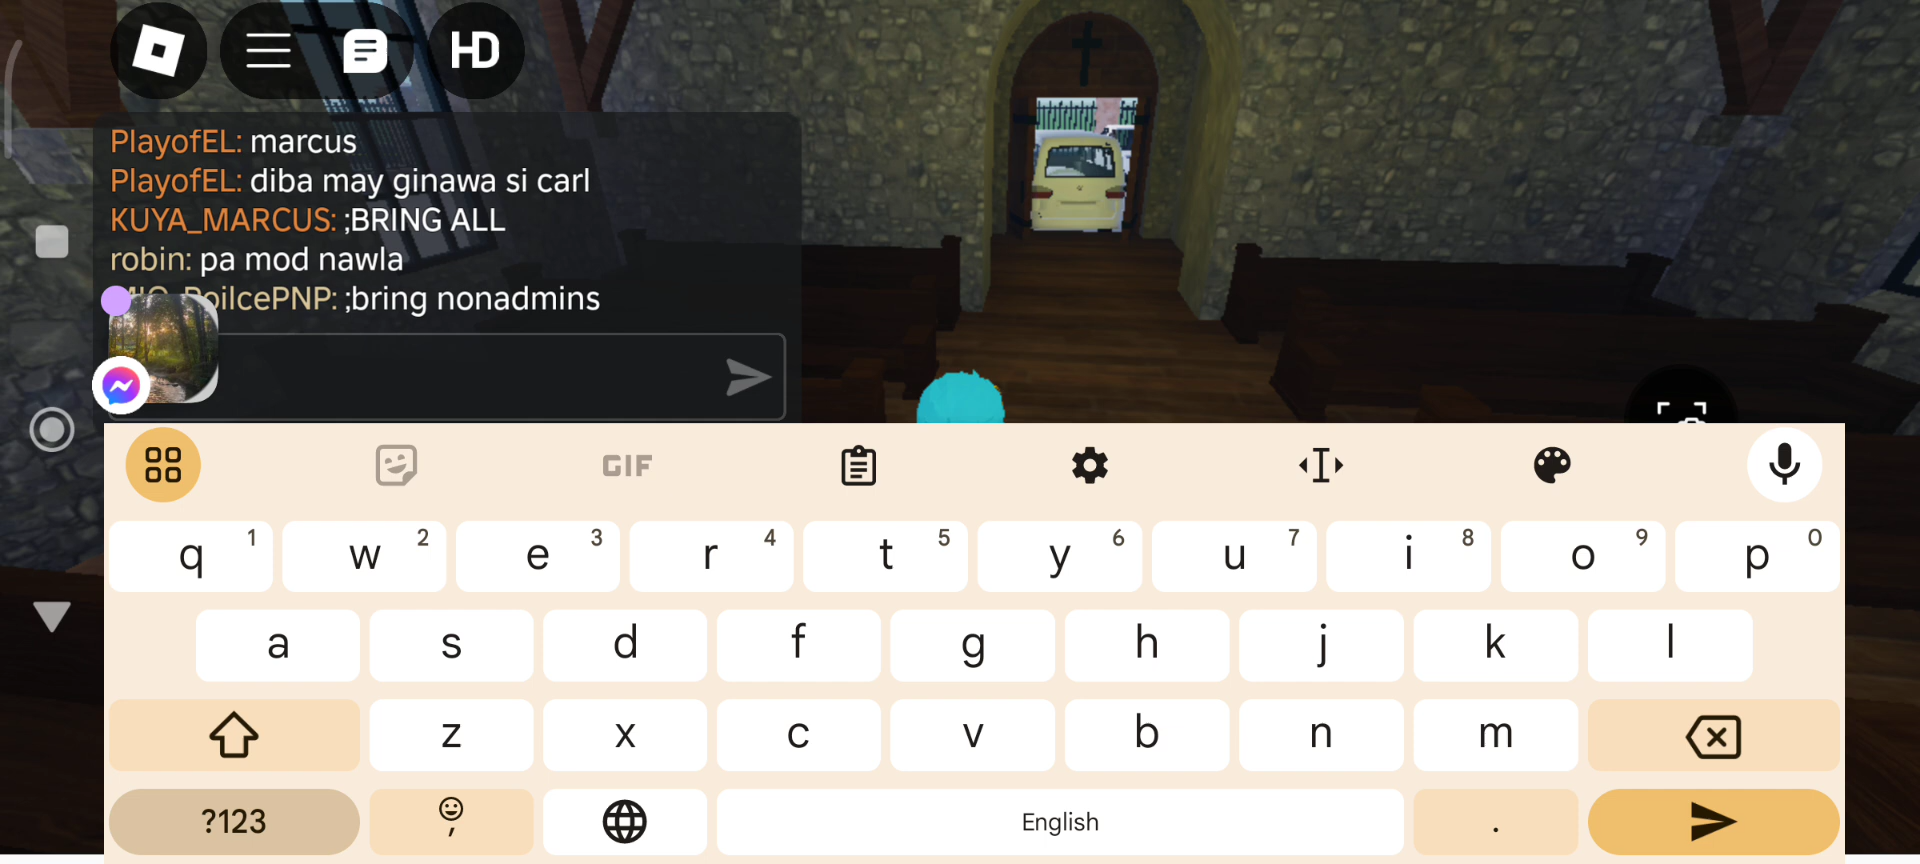 HD
PlayofEL: marcus
PlayofEL: diba may ginawa si carl
KUYA_MARCUS: ;BRING ALL
robin: pa mod nawla
PoilcePNP: ;bring nonadmins
GIF
q 1 w 2 e 3 r 4 t 5 y 6 u 7 i 8 o 9 p 0
a s d f g h j k l
z x c v b n m
?123 , English .